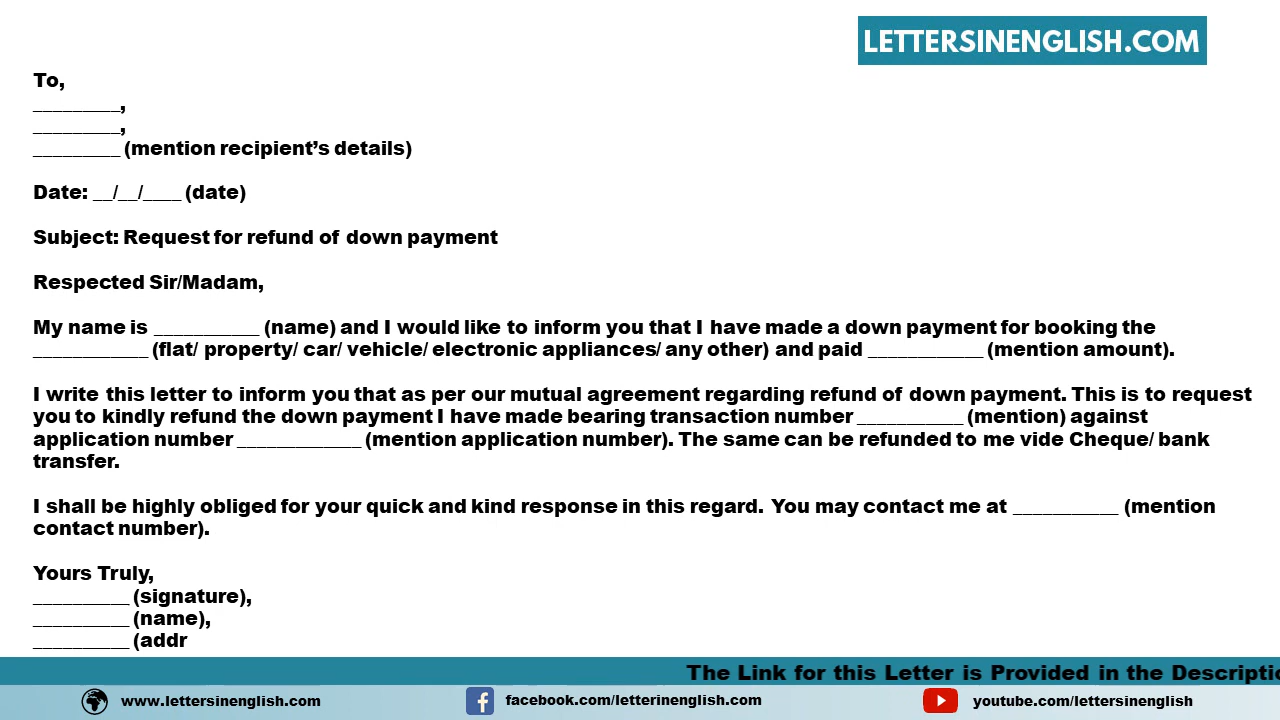 LETTERSINENGLISH.COM
To,
_________,
_________,
_________ (mention recipient’s details)
Date: __/__/____ (date)
Subject: Request for refund of down payment
Respected Sir/Madam,
My name is ___________ (name) and I would like to inform you that I have made a down payment for booking the
____________ (flat/ property/ car/ vehicle/ electronic appliances/ any other) and paid ____________ (mention amount).
I write this letter to inform you that as per our mutual agreement regarding refund of down payment. This is to request
you to kindly refund the down payment I have made bearing transaction number ___________ (mention) against
application number _____________ (mention application number). The same can be refunded to me vide Cheque/ bank
transfer.
I shall be highly obliged for your quick and kind response in this regard. You may contact me at ___________ (mention
contact number).
Yours Truly,
__________ (signature),
__________ (name),
__________ (addr
The Link for this Letter is Provided in the Descriptio
www.lettersinenglish.com
facebook.com/letterinenglish.com
youtube.com/lettersinenglish